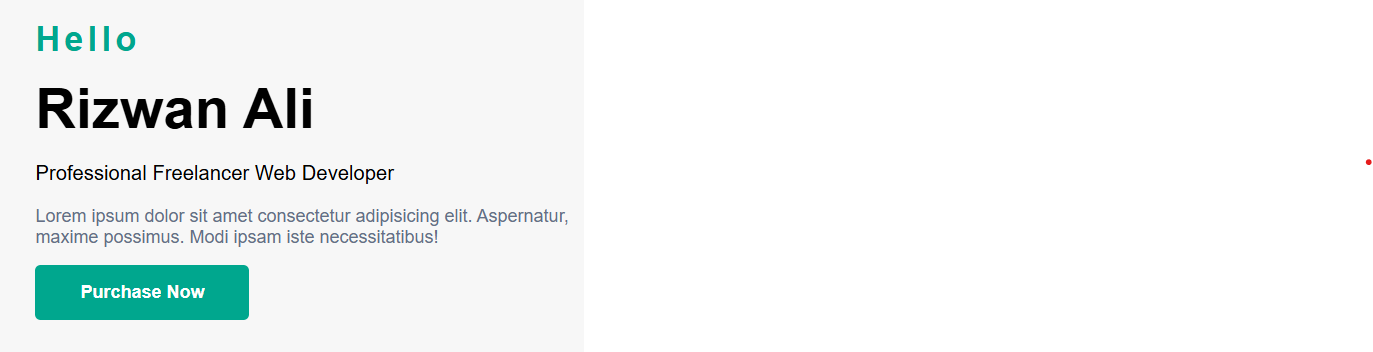 Hello
Rizwan Ali
Professional Freelancer Web Developer
Lorem ipsum dolor sit amet consectetur adipisicing elit. Aspernatur,
maxime possimus. Modi ipsam iste necessitatibus!
Purchase Now